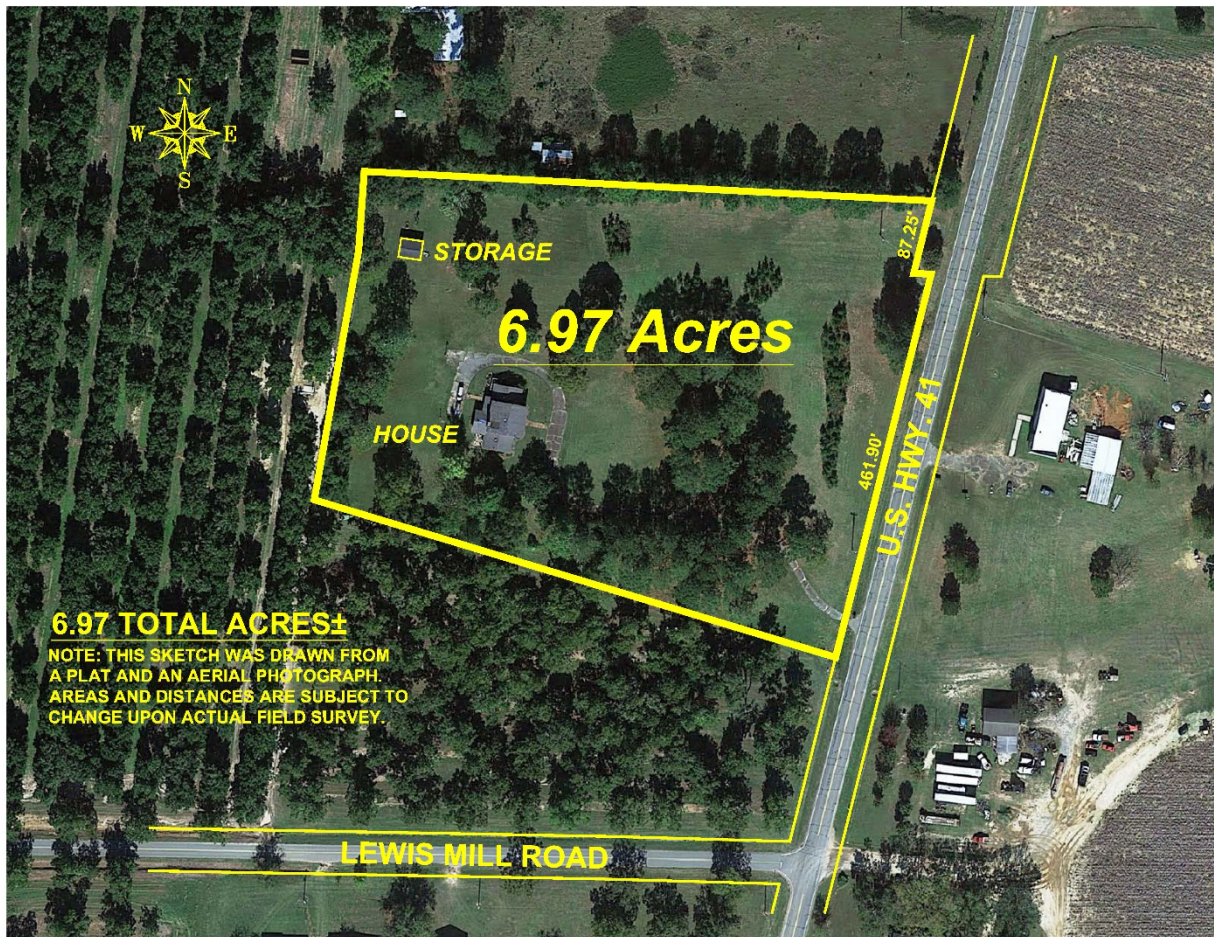 N
W E
S
STORAGE
87.25'
6.97 Acres
HOUSE
461.90'
U.S. HWY. 41
6.97 TOTAL ACRES±
NOTE: THIS SKETCH WAS DRAWN FROM
A PLAT AND AN AERIAL PHOTOGRAPH.
AREAS AND DISTANCES ARE SUBJECT TO
CHANGE UPON ACTUAL FIELD SURVEY.
LEWIS MILL ROAD